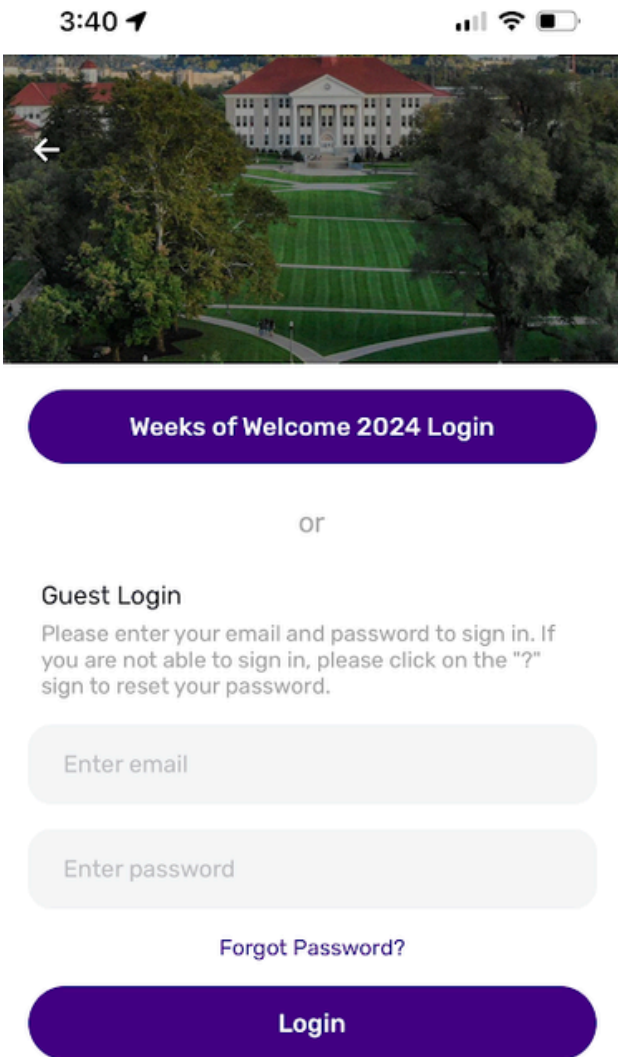 3:40
Weeks of Welcome 2024 Login
or
Guest Login
Please enter your email and password to sign in. If
you are not able to sign in, please click on the "?"
sign to reset your password.
Enter email
Enter password
Forgot Password?
Login